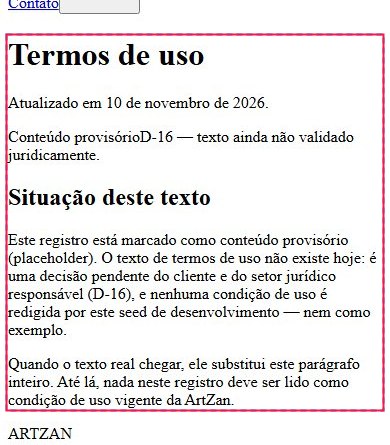 Contato
Termos de uso
Atualizado em 10 de novembro de 2026.
Conteúdo provisórioD-16 — texto ainda não validado
juridicamente.
Situação deste texto
Este registro está marcado como conteúdo provisório
(placeholder). O texto de termos de uso não existe hoje: é
uma decisão pendente do cliente e do setor jurídico
responsável (D-16), e nenhuma condição de uso é
redigida por este seed de desenvolvimento — nem como
exemplo.
Quando o texto real chegar, ele substitui este parágrafo
inteiro. Até lá, nada neste registro deve ser lido como
condição de uso vigente da ArtZan.
ARTZAN